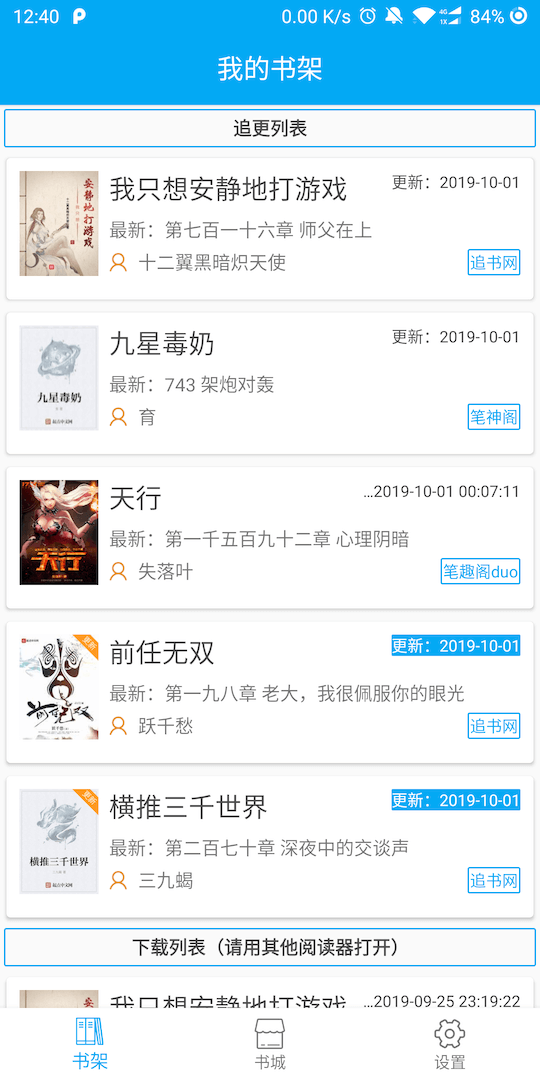 12:40
0.00 K/s
4G
1X
84%
我的书架
追更列表
安静地打游戏
我只想安静地打游戏
更新：2019-10-01
最新：第七百一十六章 师父在上
十二翼黑暗炽天使
追书网
九星毒奶
九星毒奶
更新：2019-10-01
最新：743 架炮对轰
育
笔神阁
天行
天行
…2019-10-01 00:07:11
最新：第一千五百九十二章 心理阴暗
失落叶
笔趣阁duo
更新
前任无双
前任无双
更新：2019-10-01
最新：第一九八章 老大，我很佩服你的眼光
跃千愁
追书网
更新
横推三千世界
横推三千世界
更新：2019-10-01
最新：第二百七十章 深夜中的交谈声
三九蝎
追书网
下载列表（请用其他阅读器打开）
我只想安静地打游戏
…2019-09-25 23:19:22
书架
书城
设置